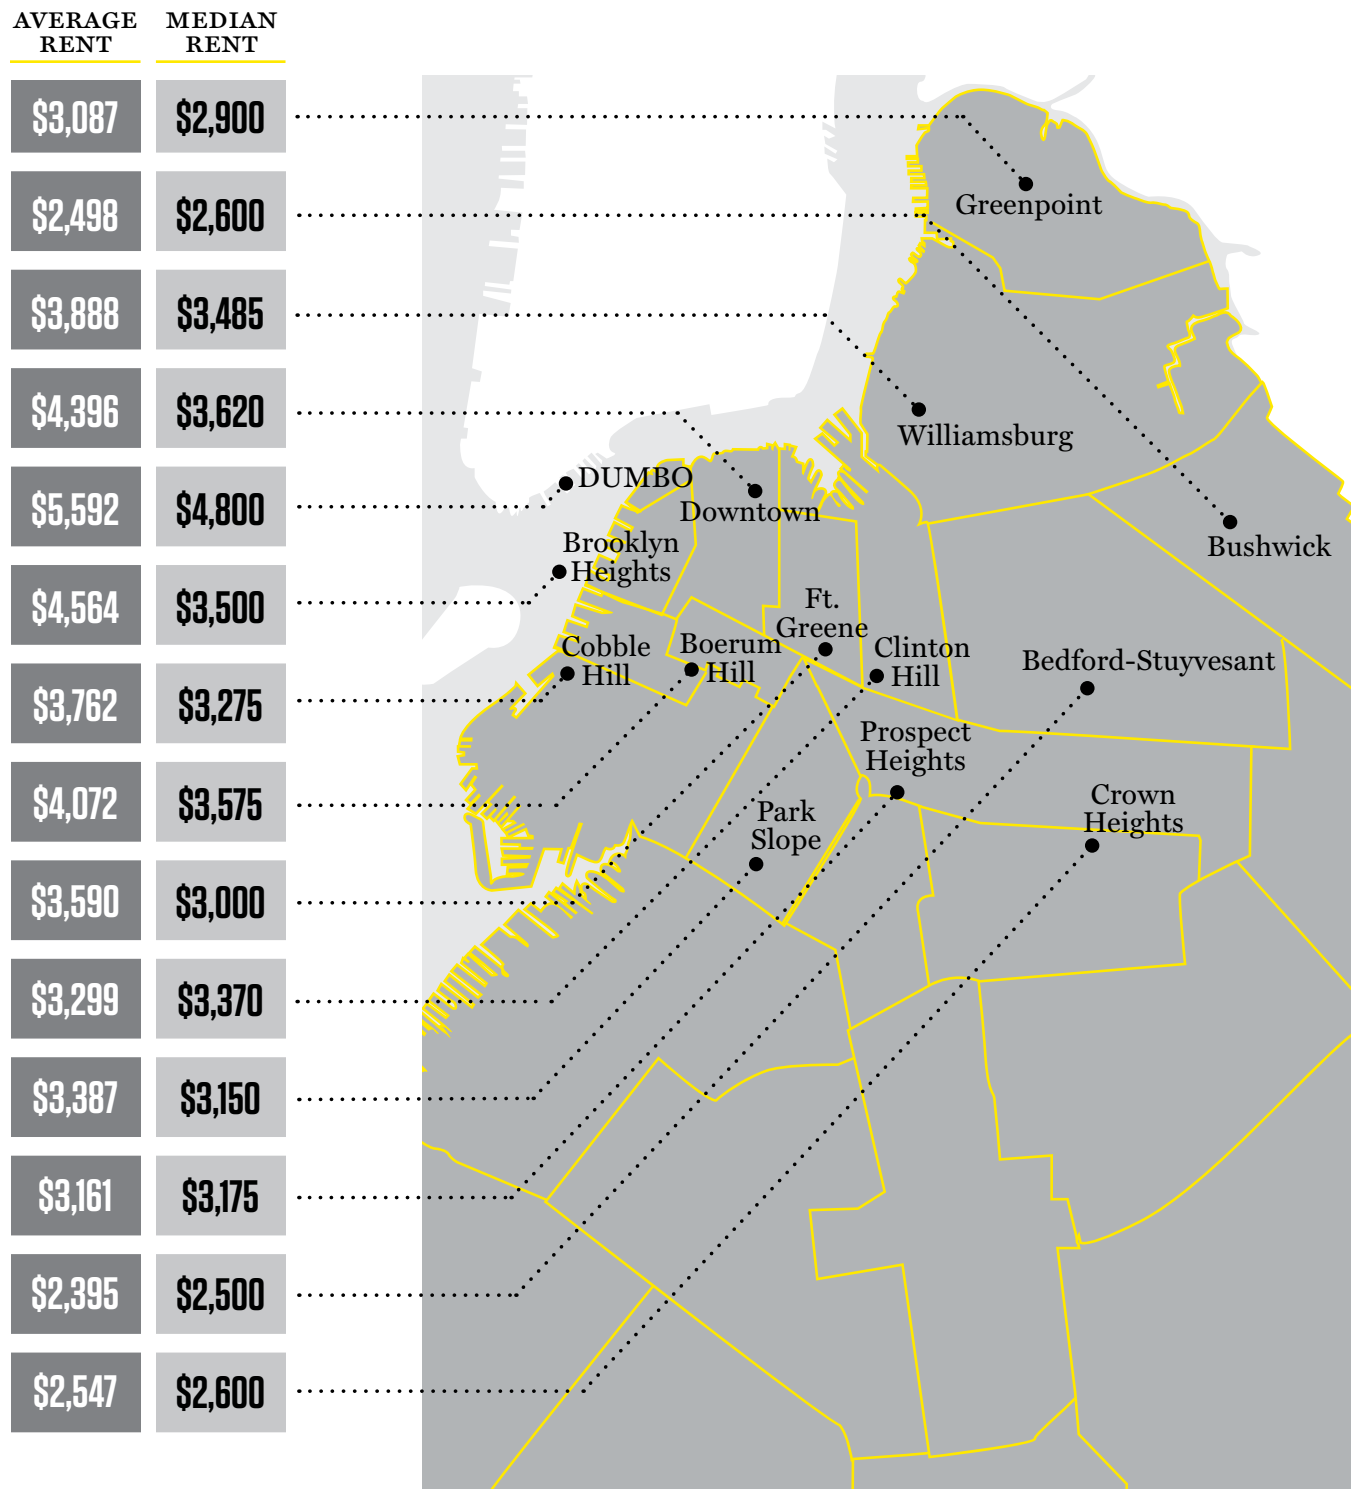 AVERAGE
RENT
MEDIAN
RENT
$3,087 $2,900
$2,498 $2,600
$3,888 $3,485
$4,396 $3,620
$5,592 $4,800
$4,564 $3,500
$3,762 $3,275
$4,072 $3,575
$3,590 $3,000
$3,299 $3,370
$3,387 $3,150
$3,161 $3,175
$2,395 $2,500
$2,547 $2,600
Greenpoint
Williamsburg
DUMBO
Downtown
Bushwick
Brooklyn
Heights
Ft.
Greene
Cobble
Hill
Boerum
Hill
Clinton
Hill
Bedford-Stuyvesant
Prospect
Heights
Park
Slope
Crown
Heights